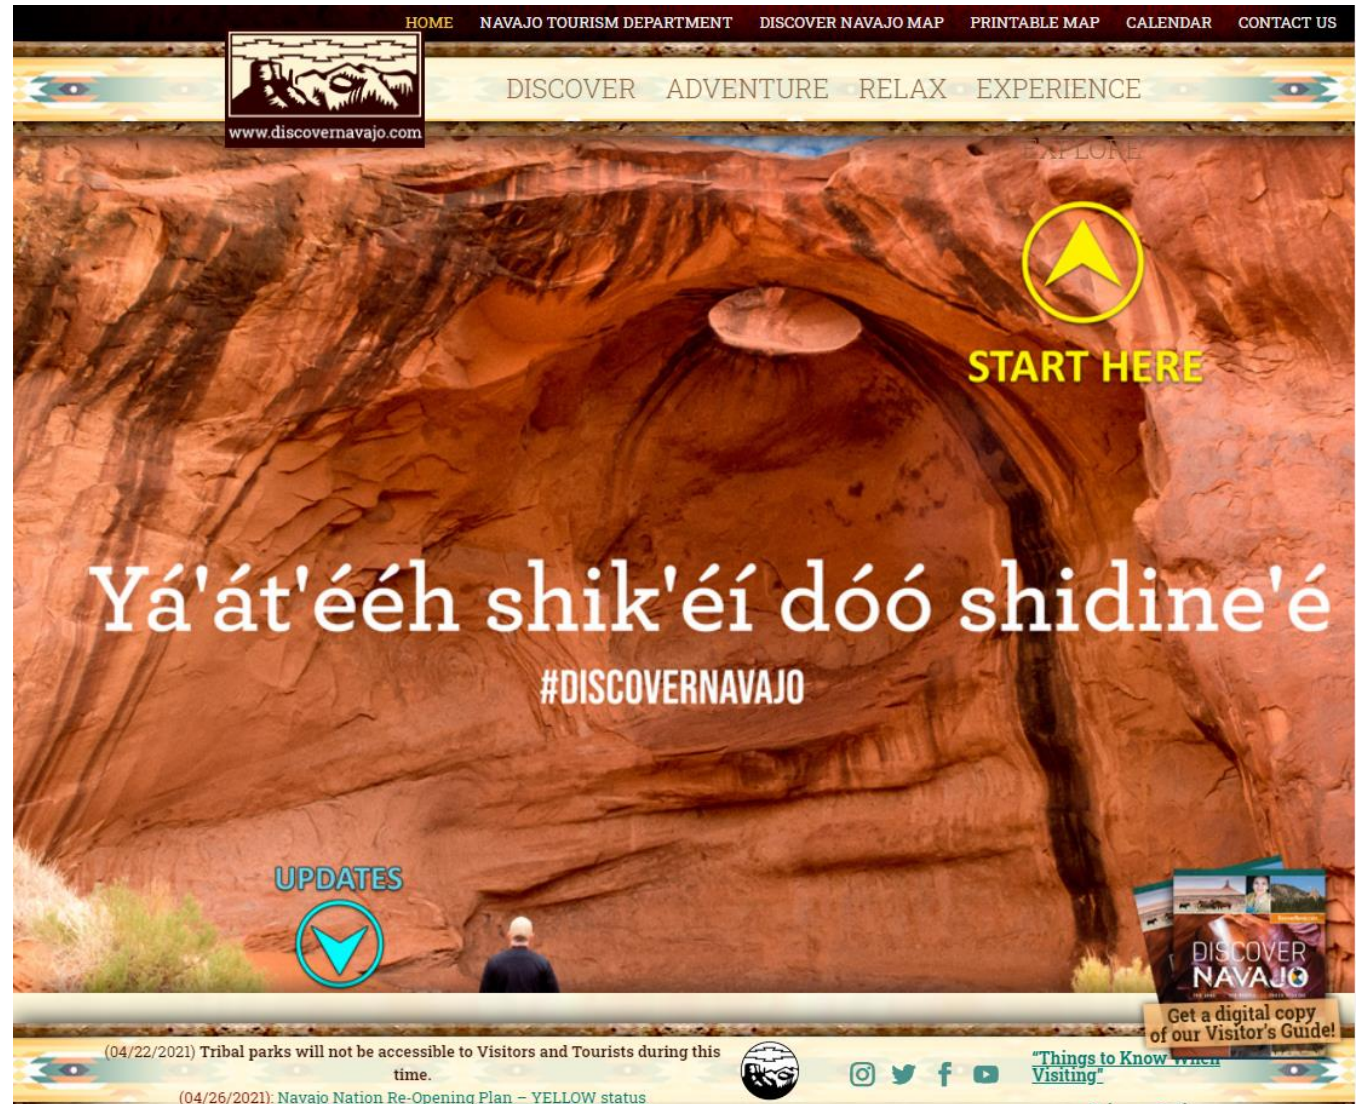 HOME NAVAJO TOURISM DEPARTMENT DISCOVER NAVAJO MAP PRINTABLE MAP CALENDAR CONTACT US
www.discovernavajo.com
DISCOVER ADVENTURE RELAX EXPERIENCE
EXPLORE
START HERE
Yá'át'ééh shik'éí dóó shidine'é
#DISCOVERNAVAJO
UPDATES
DISCOVER
NAVAJO
Get a digital copy
of our Visitor's Guide!
(04/22/2021) Tribal parks will not be accessible to Visitors and Tourists during this
time.
(04/26/2021): Navajo Nation Re-Opening Plan – YELLOW status
"Things to Know When
Visiting"